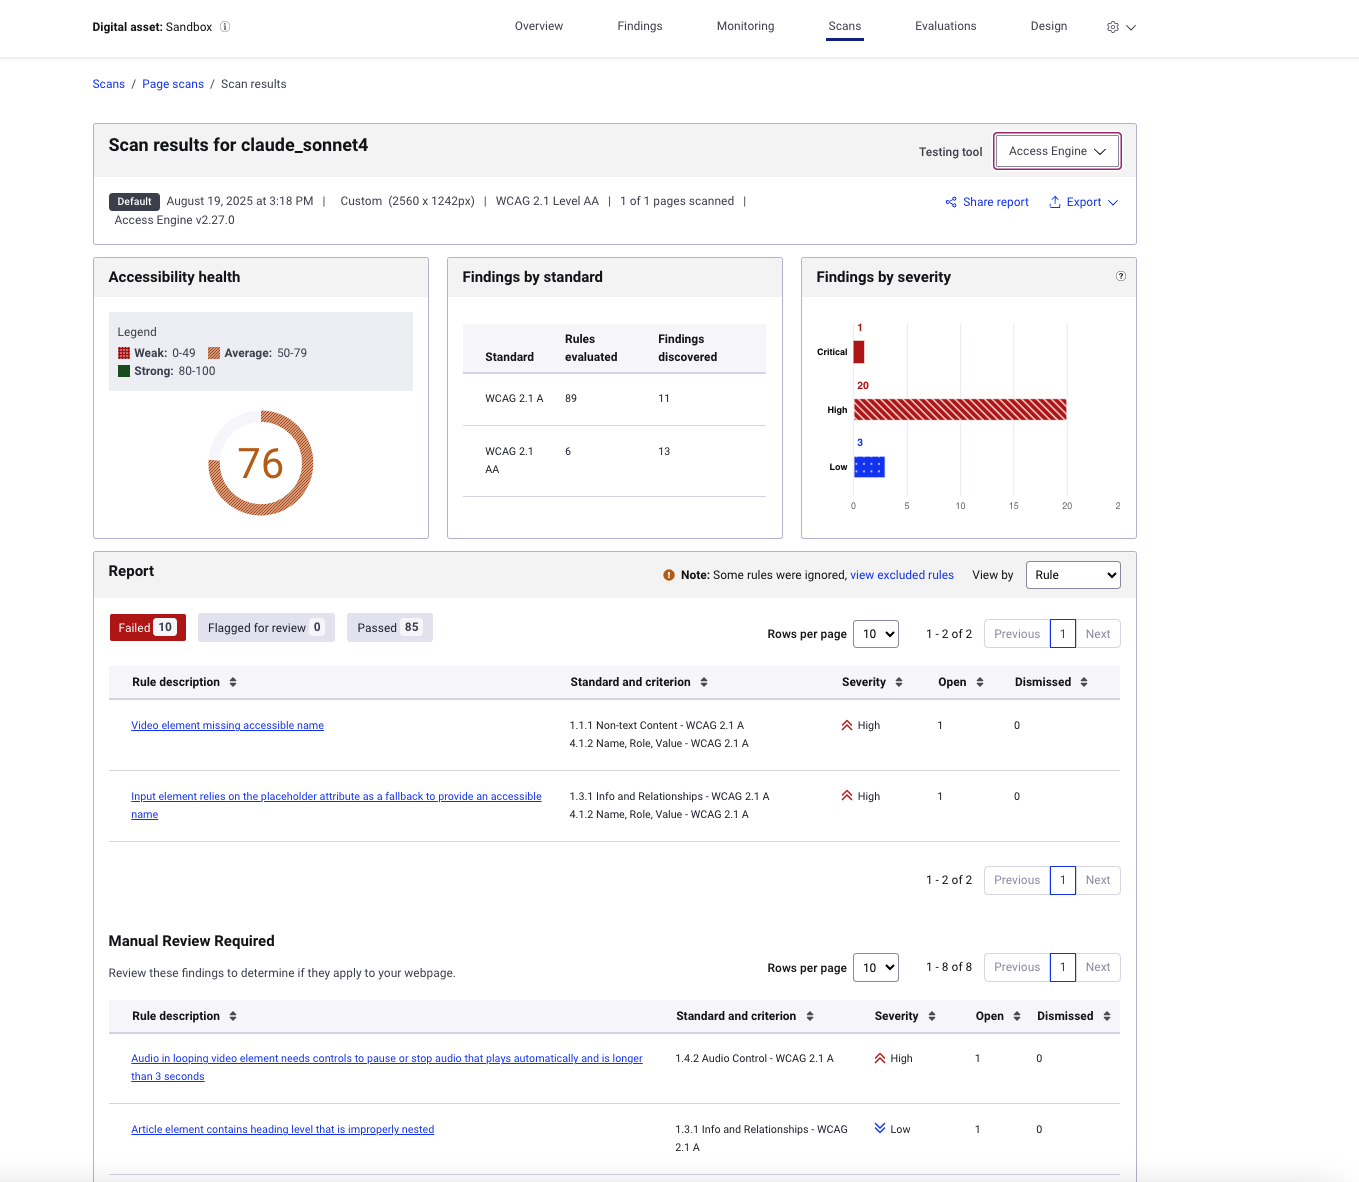 Digital asset: Sandbox
Overview
Findings
Monitoring
Scans
Evaluations
Design
Scans / Page scans / Scan results
Scan results for claude_sonnet4
Testing tool
Access Engine
Default August 19, 2025 at 3:18 PM | Custom (2560 x 1242px) | WCAG 2.1 Level AA | 1 of 1 pages scanned |
Access Engine v2.27.0
Share report
Export
Accessibility health
Legend
Weak: 0-49 Average: 50-79
Strong: 80-100
76
Findings by standard
Standard
Rules
evaluated
Findings
discovered
WCAG 2.1 A 89 11
WCAG 2.1
AA
6 13
Findings by severity
?
1
Critical
20
High
3
Low
0 5 10 15 20 2
Report
Note: Some rules were ignored, view excluded rules
View by Rule
Failed 10
Flagged for review 0
Passed 85
Rows per page 10 1 - 2 of 2 Previous 1 Next
Rule description Standard and criterion Severity Open Dismissed
Video element missing accessible name
1.1.1 Non-text Content - WCAG 2.1 A
4.1.2 Name, Role, Value - WCAG 2.1 A
High 1 0
Input element relies on the placeholder attribute as a fallback to provide an accessible
name
1.3.1 Info and Relationships - WCAG 2.1 A
4.1.2 Name, Role, Value - WCAG 2.1 A
High 1 0
1 - 2 of 2 Previous 1 Next
Manual Review Required
Review these findings to determine if they apply to your webpage.
Rows per page 10 1 - 8 of 8 Previous 1 Next
Rule description Standard and criterion Severity Open Dismissed
Audio in looping video element needs controls to pause or stop audio that plays automatically and is longer
than 3 seconds
1.4.2 Audio Control - WCAG 2.1 A
High 1 0
Article element contains heading level that is improperly nested
1.3.1 Info and Relationships - WCAG
2.1 A
Low 1 0